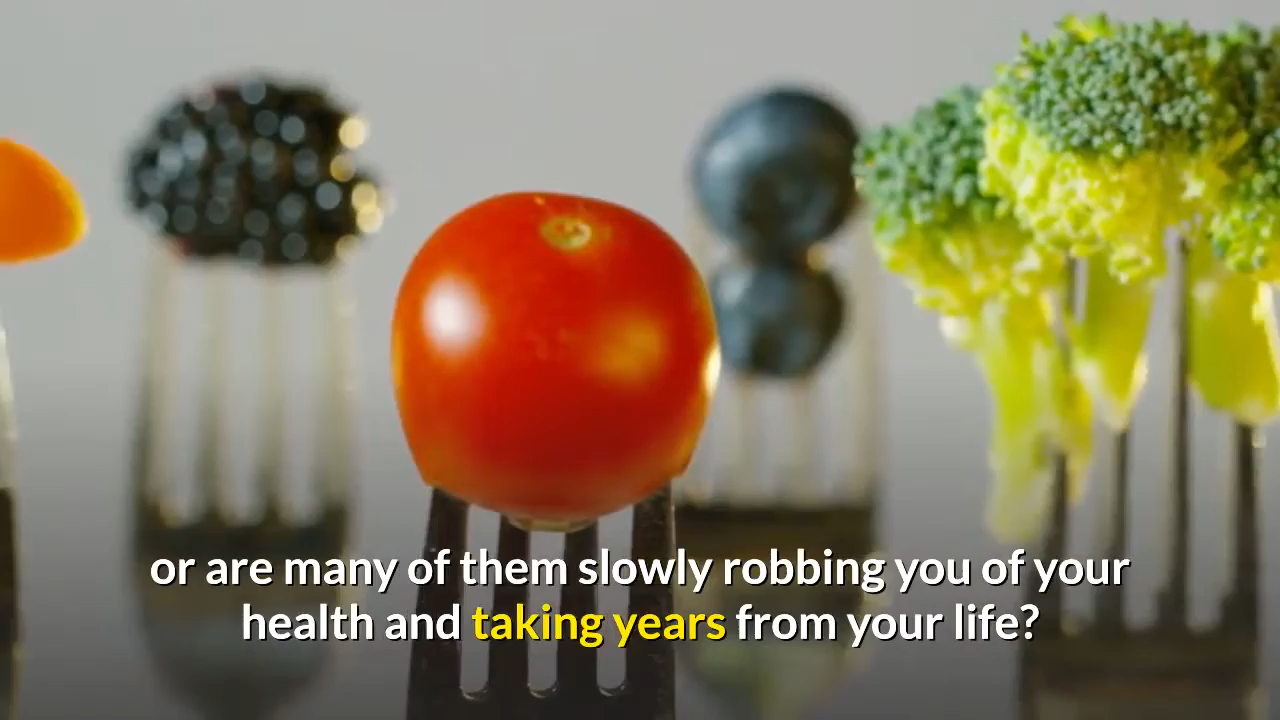 or are many of them slowly robbing you of your
health and taking years from your life?